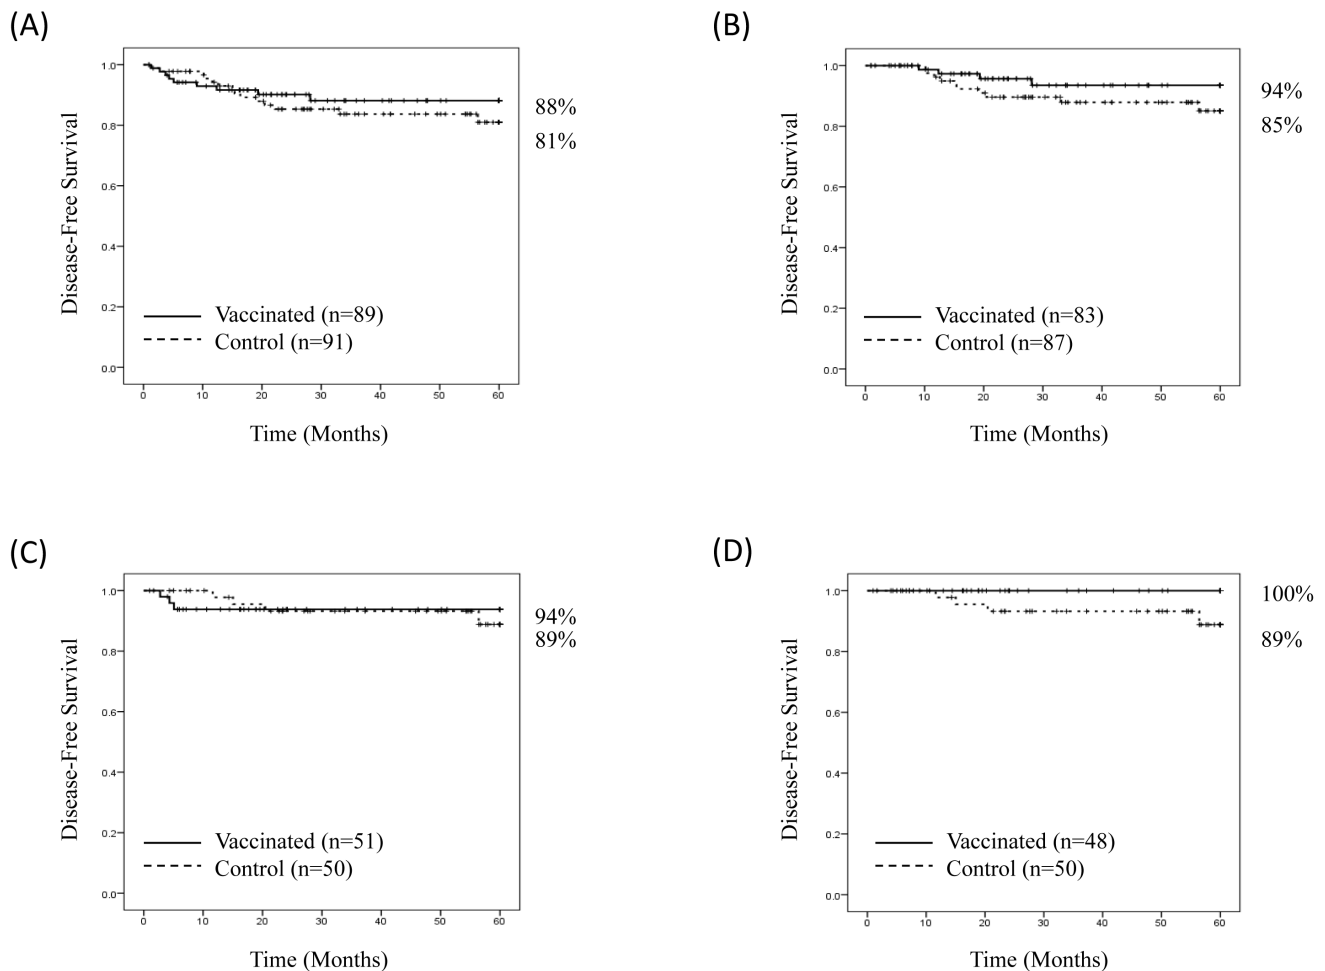 (A)
1.0
0.8
0.6
0.4
0.2
0.0
Disease-Free Survival
88%
81%
Vaccinated (n=89)
Control (n=91)
0 10 20 30 40 50 60
Time (Months)
(B)
1.0
0.8
0.6
0.4
0.2
0.0
Disease-Free Survival
94%
85%
Vaccinated (n=83)
Control (n=87)
0 10 20 30 40 50 60
Time (Months)
(C)
1.0
0.8
0.6
0.4
0.2
0.0
Disease-Free Survival
94%
89%
Vaccinated (n=51)
Control (n=50)
0 10 20 30 40 50 60
Time (Months)
(D)
1.0
0.8
0.6
0.4
0.2
0.0
Disease-Free Survival
100%
89%
Vaccinated (n=48)
Control (n=50)
0 10 20 30 40 50 60
Time (Months)